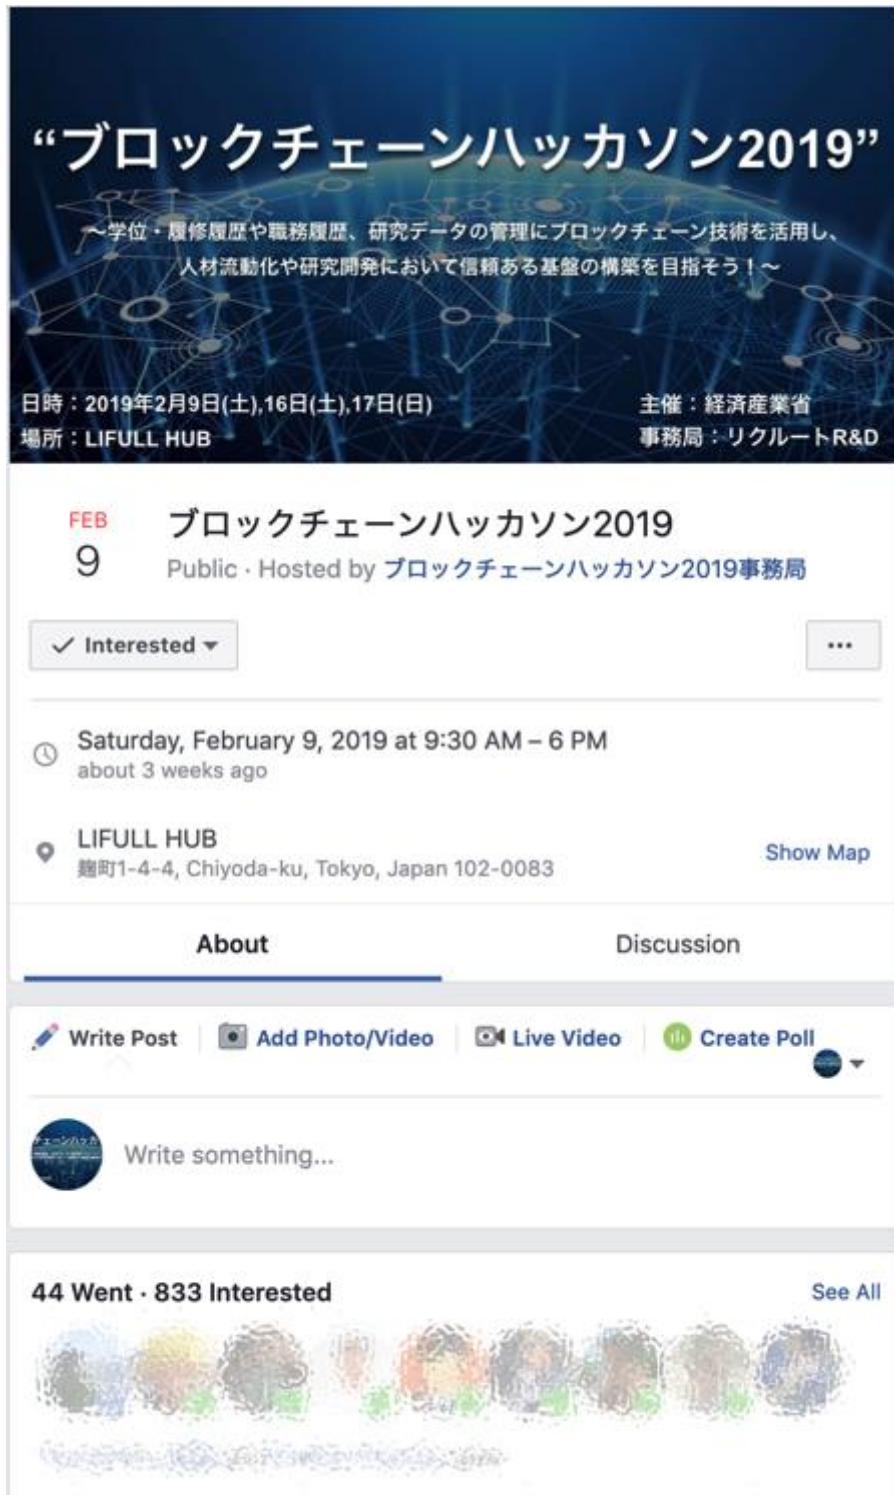 “ブロックチェーンハッカソン2019”
〜学位・履修履歴や職務履歴、研究データの管理にブロックチェーン技術を活用し、
人材流動化や研究開発において信頼ある基盤の構築を目指そう！〜
日時：2019年2月9日(土),16日(土),17日(日)
場所：LIFULL HUB
主催：経済産業省
事務局：リクルートR&D
FEB
9
ブロックチェーンハッカソン2019
Public · Hosted by ブロックチェーンハッカソン2019事務局
✓ Interested
...
Saturday, February 9, 2019 at 9:30 AM – 6 PM
about 3 weeks ago
LIFULL HUB
麹町1-4-4, Chiyoda-ku, Tokyo, Japan 102-0083
Show Map
About
Discussion
Write Post
Add Photo/Video
Live Video
Create Poll
チェーンハッカ
Write something...
44 Went · 833 Interested
See All